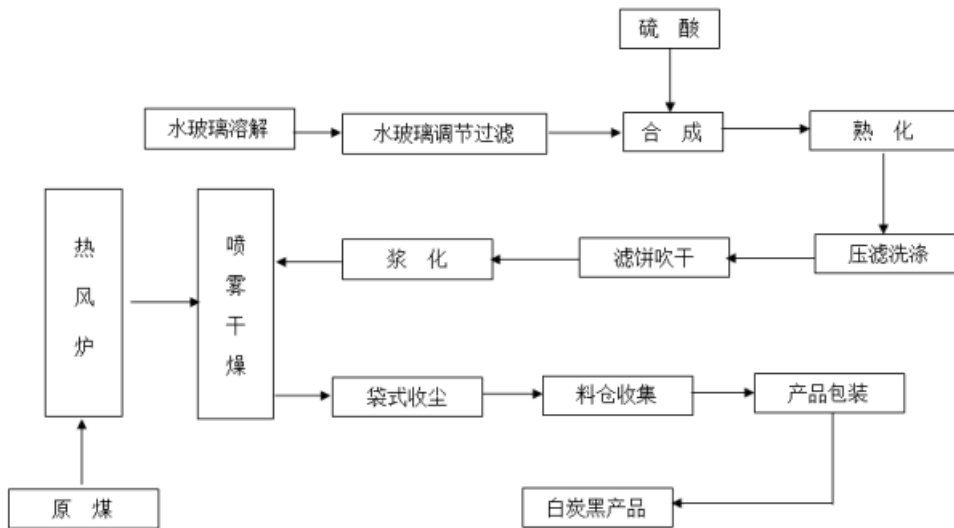 硫 酸
水玻璃溶解
水玻璃调节过滤
合 成
熟 化
热风炉
喷雾干燥
浆 化
滤饼吹干
压滤洗涤
袋式收尘
料仓收集
产品包装
原 煤
白炭黑产品